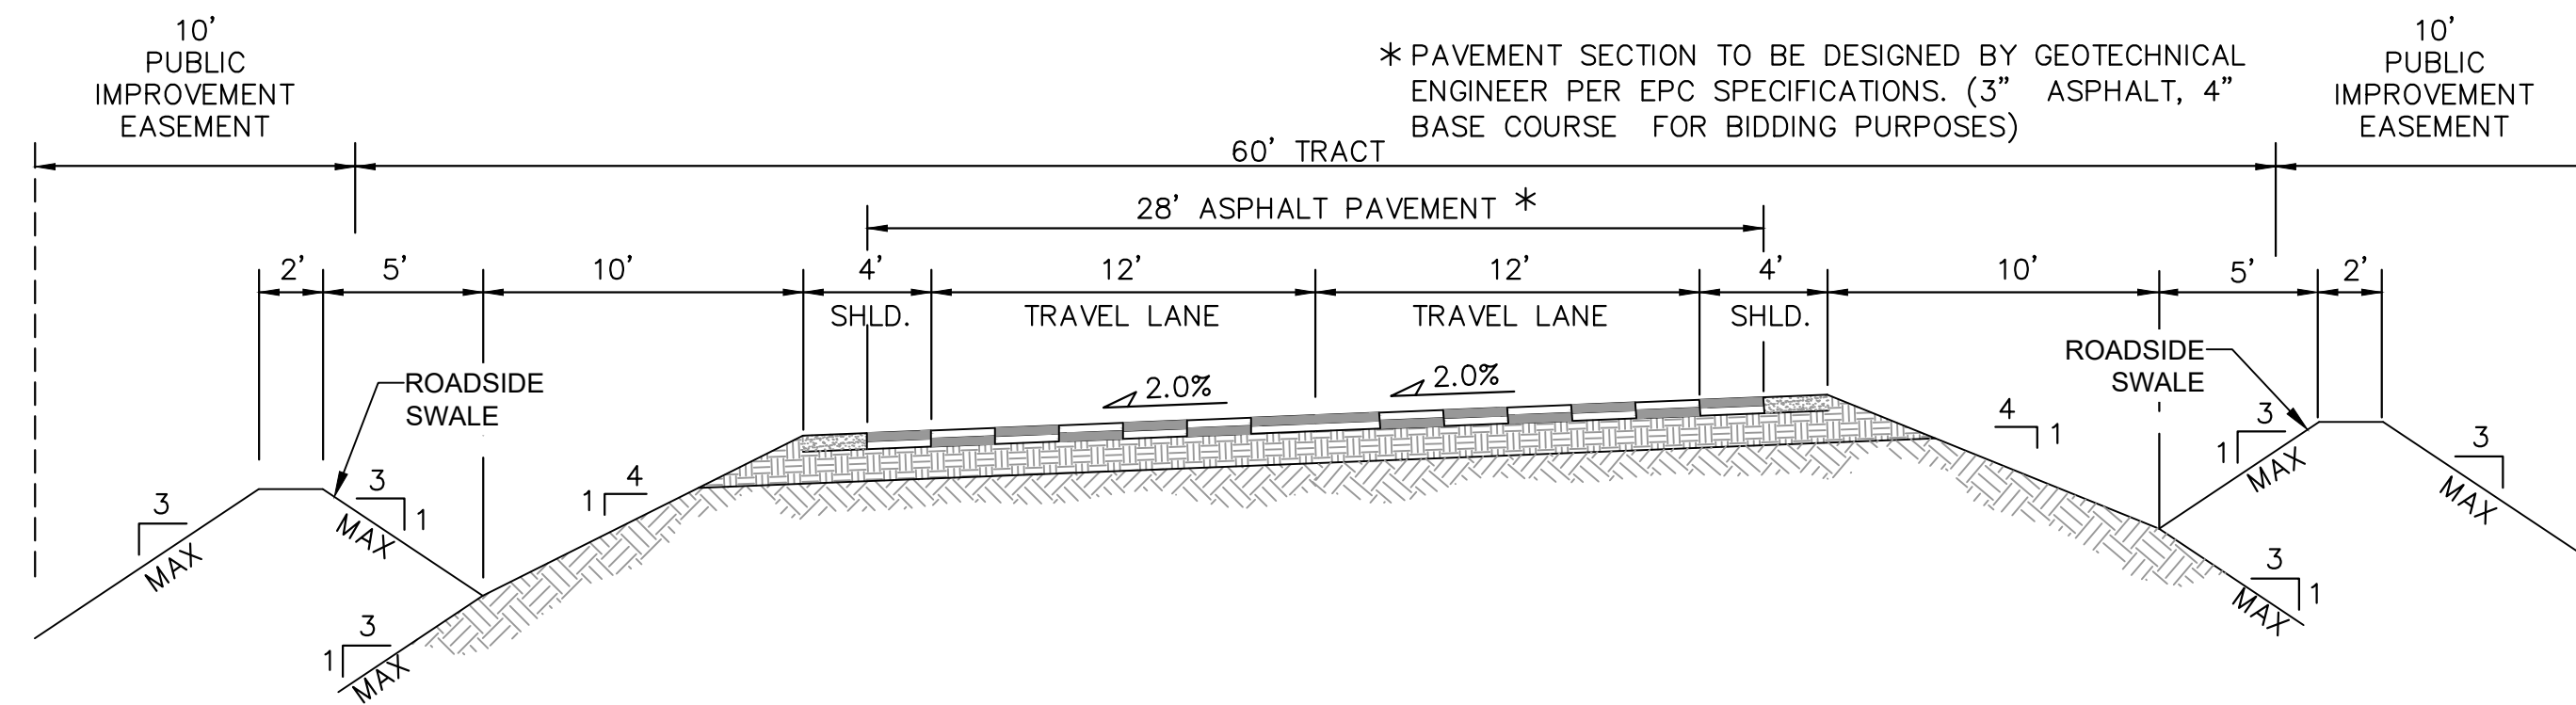 10'
PUBLIC
IMPROVEMENT
EASEMENT
* PAVEMENT SECTION TO BE DESIGNED BY GEOTECHNICAL
ENGINEER PER EPC SPECIFICATIONS. (3" ASPHALT, 4"
BASE COURSE FOR BIDDING PURPOSES)
10'
PUBLIC
IMPROVEMENT
EASEMENT
60' TRACT
28' ASPHALT PAVEMENT *
2' 5' 10' 4' 12' 12' 4' 10' 5' 2'
SHLD. TRAVEL LANE TRAVEL LANE SHLD.
ROADSIDE
SWALE
2.0% 2.0%
ROADSIDE
SWALE
3
MAX
3
1
MAX
4
1
3
1
MAX
4
1
3
1
MAX
3
MAX
3
1
MAX